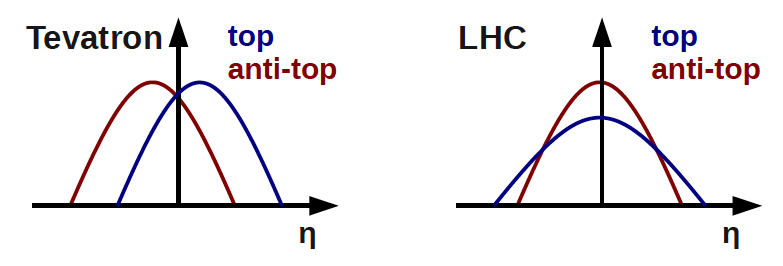 Tevatron
top
anti-top
η
LHC
top
anti-top
η